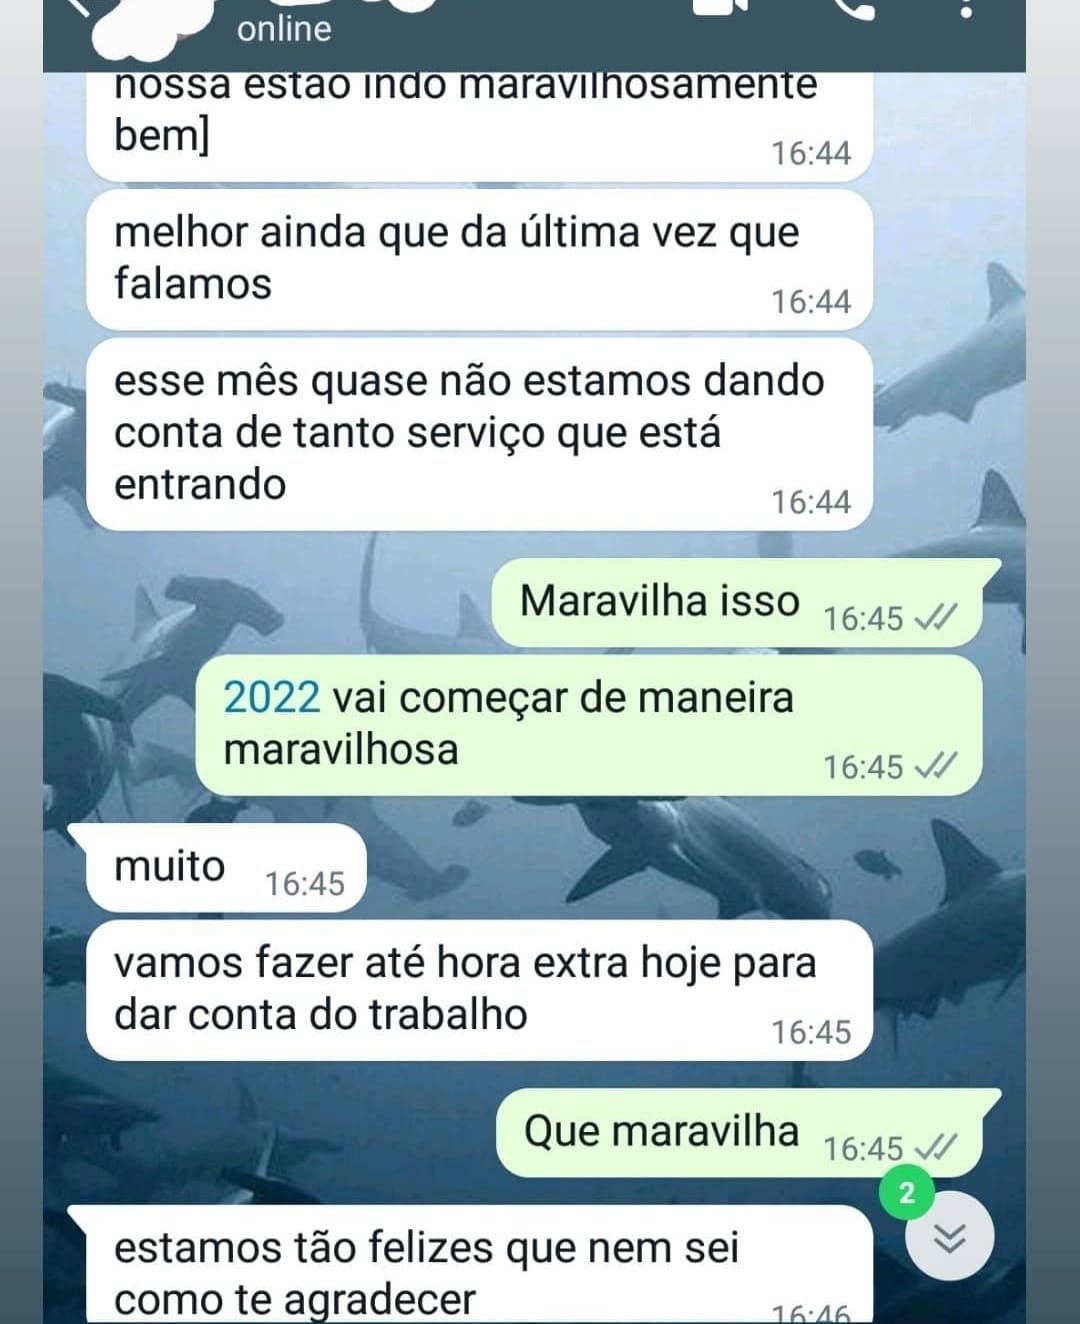 online
nossa estão indo maravilhosamente
bem]
16:44
melhor ainda que da última vez que
falamos
16:44
esse mês quase não estamos dando
conta de tanto serviço que está
entrando
16:44
Maravilha isso 16:45
2022 vai começar de maneira
maravilhosa
16:45
muito 16:45
vamos fazer até hora extra hoje para
dar conta do trabalho
16:45
Que maravilha 16:45
2
estamos tão felizes que nem sei
como te agradecer
16:46